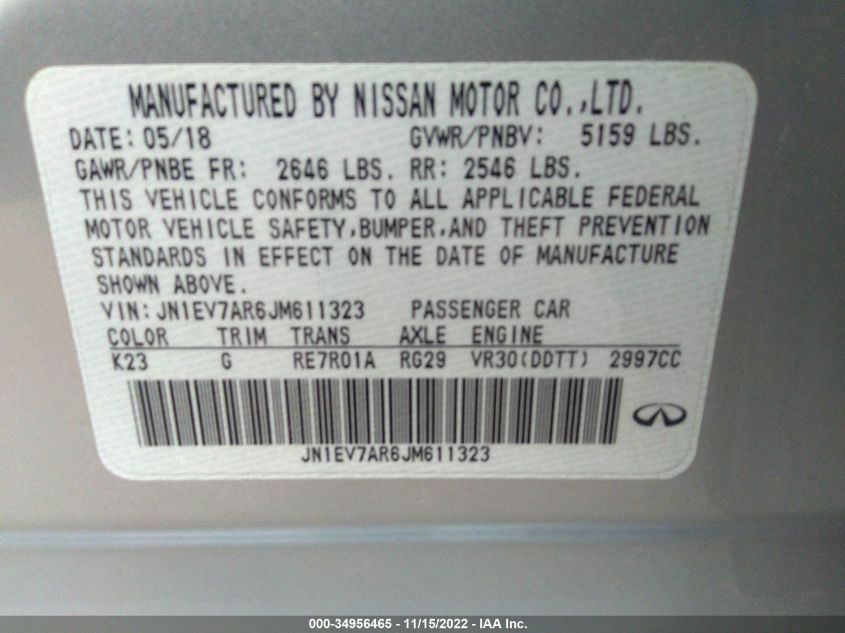 MANUFACTURED BY NISSAN MOTOR CO.,LTD.
DATE: 05/18 GVWR/PNBV: 5159 LBS.
GAWR/PNBE FR: 2646 LBS. RR: 2546 LBS.
THIS VEHICLE CONFORMS TO ALL APPLICABLE FEDERAL
MOTOR VEHICLE SAFETY,BUMPER,AND THEFT PREVENTION
STANDARDS IN EFFECT ON THE DATE OF MANUFACTURE
SHOWN ABOVE.
VIN:JN1EV7AR6JM611323 PASSENGER CAR
COLOR TRIM TRANS AXLE ENGINE
K23 G RE7R01A RG29 VR30(DDTT) 2997CC
JN1EV7AR6JM611323
000-34956465 - 11/15/2022 - IAA Inc.